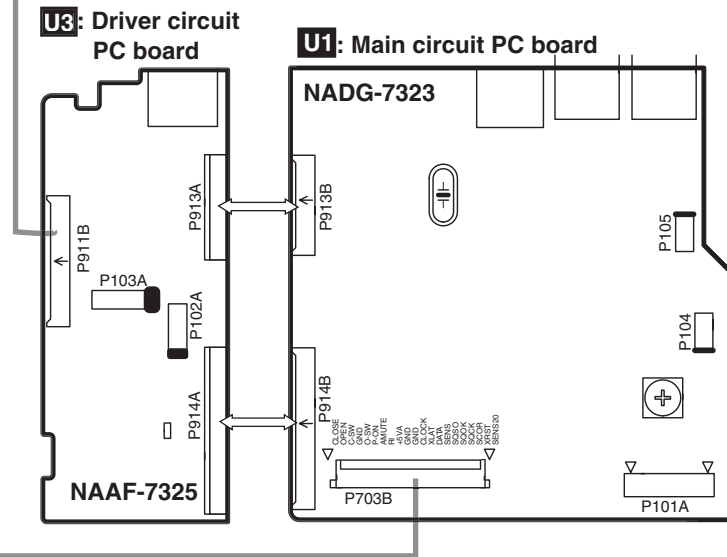 U3: Driver circuit
PC board
U1: Main circuit PC board
NADG-7323
P913A
P913B
P911B
P105
P103A
P102A
P104
P914A
P914B
CLOSE
OPEN
C-SW
GND
O-SW
P-ON
AMUTE
RI
-5VA
GND
GND
CLOCK
XLAT
DATA
SENS
SQSO
SQOK
SQCK
SCOR
XRST
SENS20
NAAF-7325
P703B
P101A